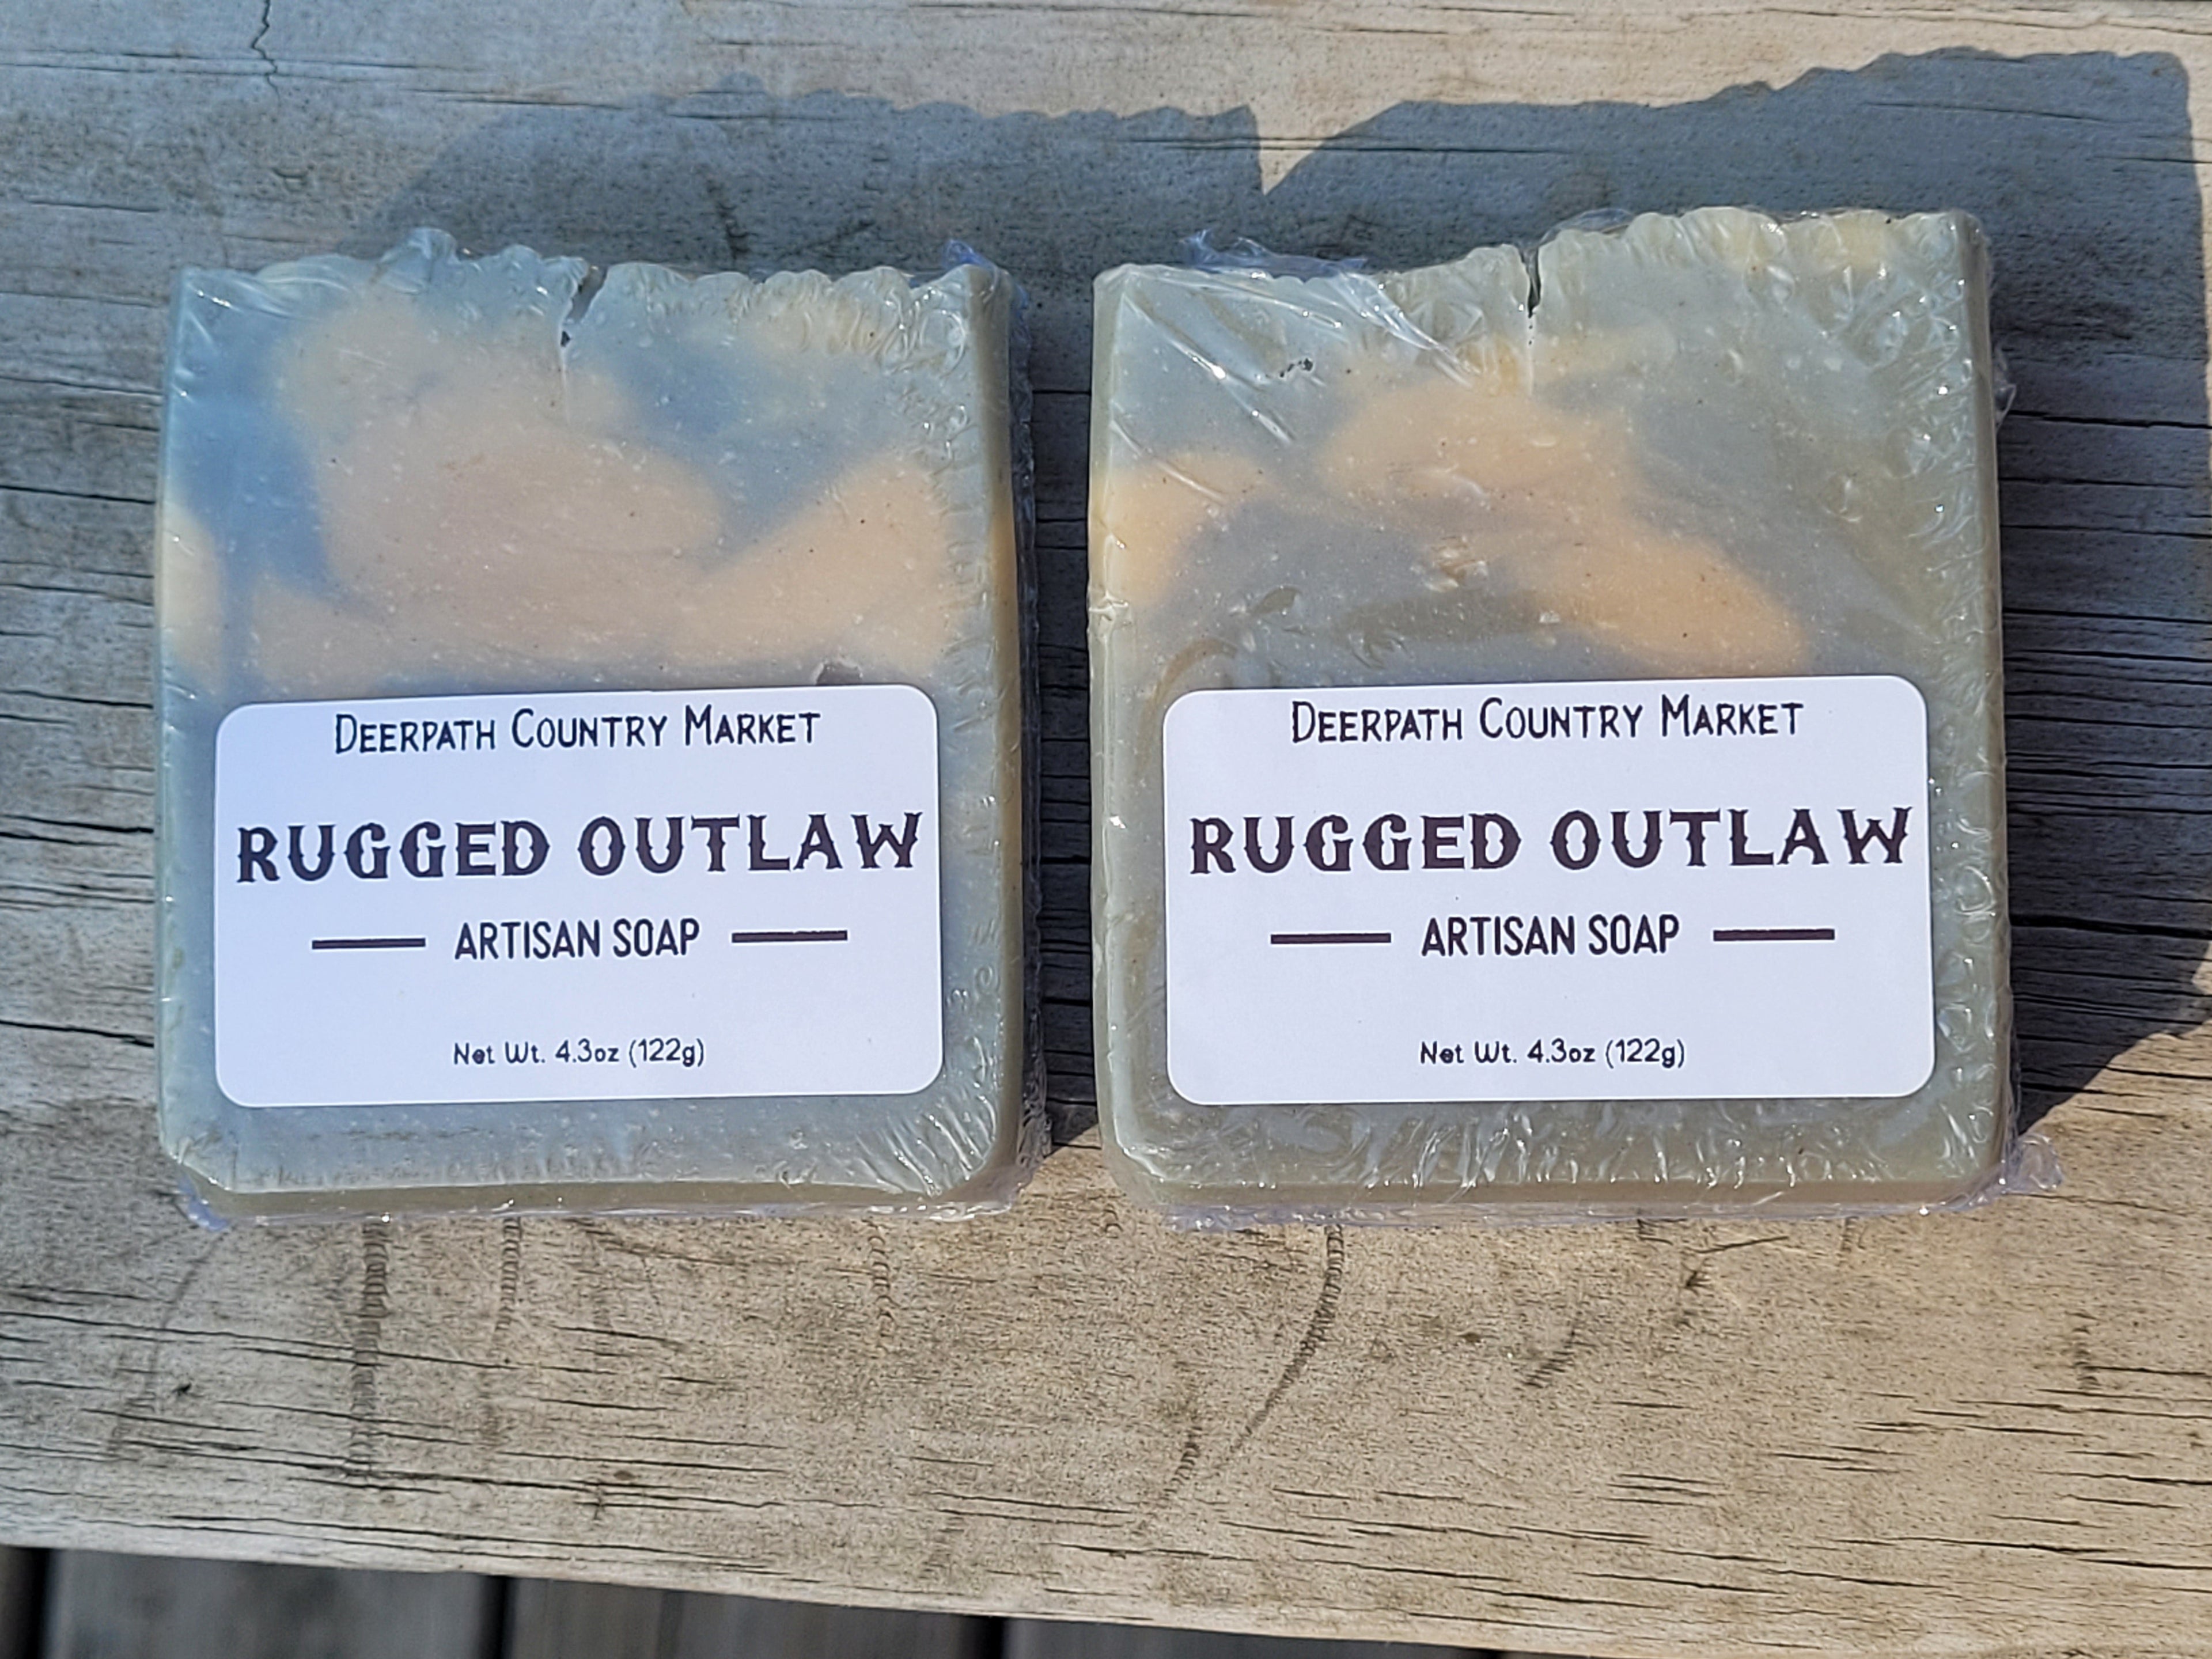 Deerpath Country Market
RUGGED OUTLAW
ARTISAN SOAP
Net Wt. 4.3oz (122g)
Deerpath Country Market
RUGGED OUTLAW
ARTISAN SOAP
Net Wt. 4.3oz (122g)